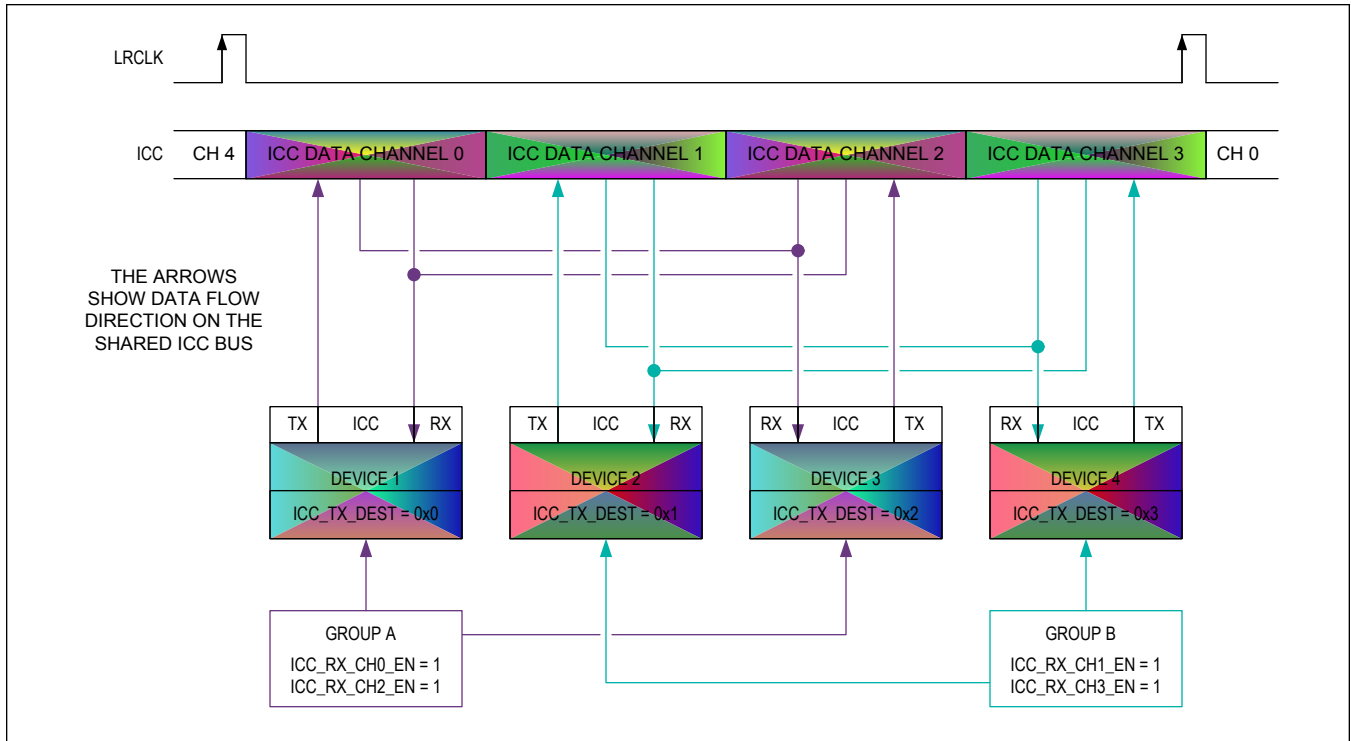 LRCLK
ICC CH 4 ICC DATA CHANNEL 0 ICC DATA CHANNEL 1 ICC DATA CHANNEL 2 ICC DATA CHANNEL 3 CH 0
THE ARROWS
SHOW DATA FLOW
DIRECTION ON THE
SHARED ICC BUS
TX ICC RX
DEVICE 1
ICC_TX_DEST = 0x0
TX ICC RX
DEVICE 2
ICC_TX_DEST = 0x1
RX ICC TX
DEVICE 3
ICC_TX_DEST = 0x2
RX ICC TX
DEVICE 4
ICC_TX_DEST = 0x3
GROUP A
ICC_RX_CH0_EN = 1
ICC_RX_CH2_EN = 1
GROUP B
ICC_RX_CH1_EN = 1
ICC_RX_CH3_EN = 1